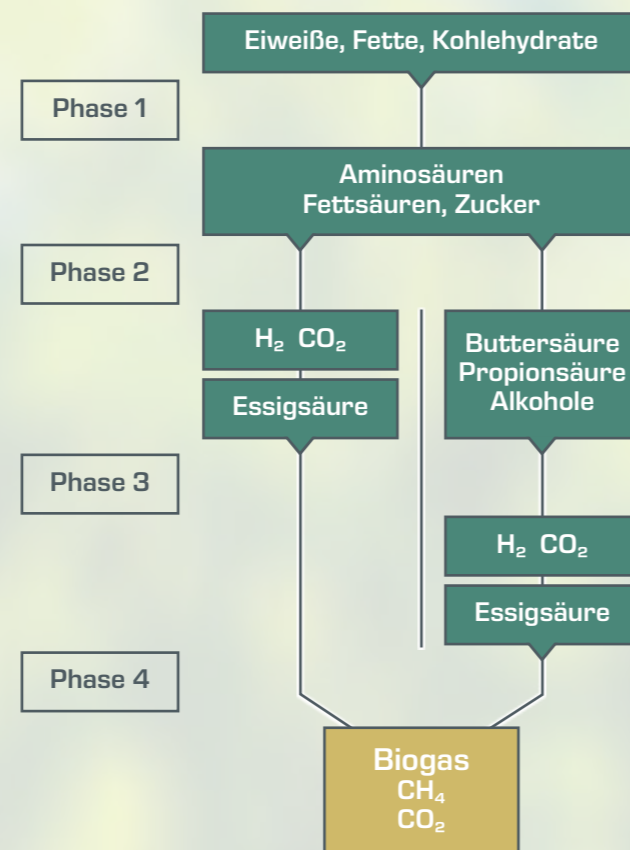 Eiweiße, Fette, Kohlehydrate
Phase 1
Aminosäuren
Fettsäuren, Zucker
Phase 2
H₂ CO₂
Essigsäure
Buttersäure
Propionsäure
Alkohole
Phase 3
H₂ CO₂
Essigsäure
Phase 4
Biogas
CH₄
CO₂